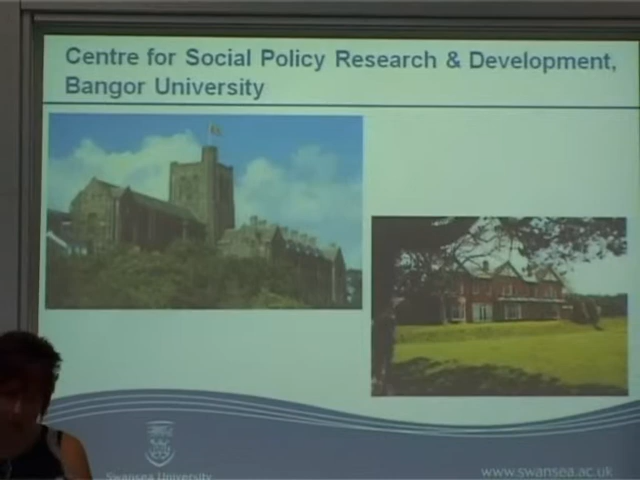 Centre for Social Policy Research & Development,
Bangor University
Swansea University
www.swansea.ac.uk